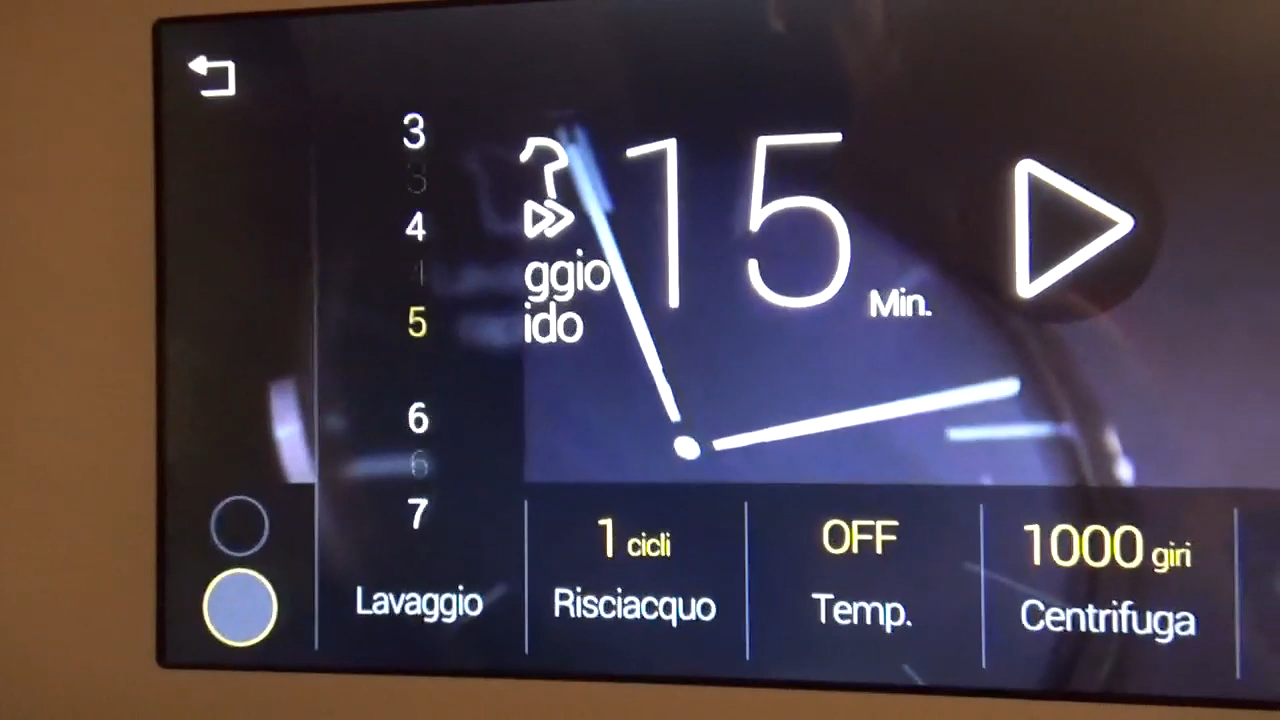 3
3
4
4
5
6
6
7
Lavaggio
15 Min.
ggio
ido
1 cicli
Risciacquo
OFF
Temp.
1000 giri
Centrifuga